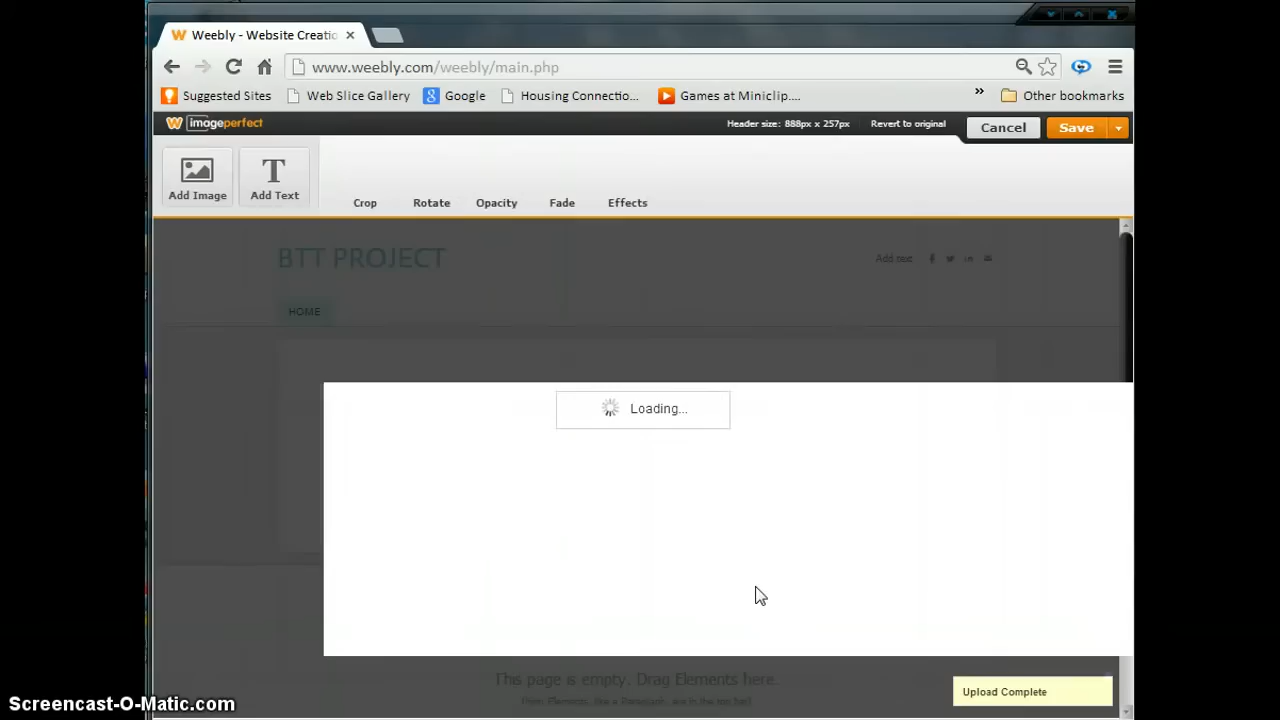 Weebly - Website Creatio
www.weebly.com/weebly/main.php
Suggested Sites Web Slice Gallery Google Housing Connectio... Games at Miniclip.... » Other bookmarks
imageperfect Header size: 888px x 257px Revert to original Cancel Save
Add Image Add Text Crop Rotate Opacity Fade Effects
BTT PROJECT
Add text
HOME
Loading...
This page is empty. Drag Elements here.
Upload Complete
Screencast-O-Matic.com